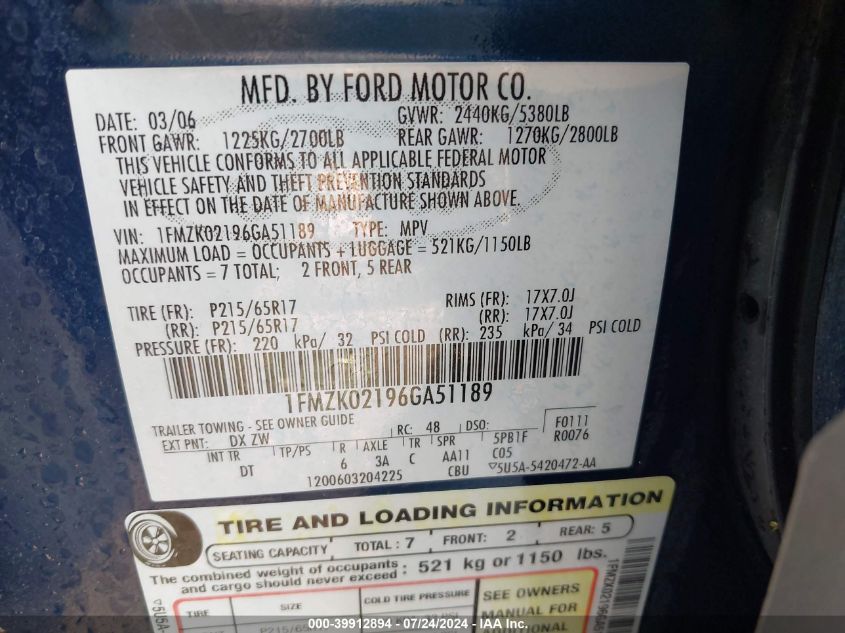 MFD. BY FORD MOTOR CO.
DATE: 03/06 GVWR: 2440KG/5380LB
FRONT GAWR: 1225KG/2700LB REAR GAWR: 1270KG/2800LB
THIS VEHICLE CONFORMS TO ALL APPLICABLE FEDERAL MOTOR
VEHICLE SAFETY AND THEFT PREVENTION STANDARDS
IN EFFECT ON THE DATE OF MANUFACTURE SHOWN ABOVE.
VIN: 1FMZK02196GA51189 TYPE: MPV
MAXIMUM LOAD = OCCUPANTS + LUGGAGE = 521KG/1150LB
OCCUPANTS = 7 TOTAL; 2 FRONT, 5 REAR
TIRE (FR): P215/65R17 RIMS (FR): 17X7.0J
(RR): P215/65R17 (RR): 17X7.0J
PRESSURE (FR): 220 kPa/ 32 PSI COLD (RR): 235 kPa/ 34 PSI COLD
1FMZK02196GA51189
TRAILER TOWING - SEE OWNER GUIDE
EXT PNT: DX ZW RC: 48 DSO: F0111
INT TR TP/PS R AXLE TR SPR 5PB1F R0076
DT 6 3A C AA11 C05
1200603204225 CBU ▽5U5A-5420472-AA
TIRE AND LOADING INFORMATION
SEATING CAPACITY TOTAL : 7 FRONT: 2 REAR: 5
The combined weight of occupants
and cargo should never exceed : 521 kg or 1150 lbs.
TIRE SIZE COLD TIRE PRESSURE SEE OWNERS
MANUAL FOR
P215/65 ADDITIONAL
▽5U5A-
000-39912894 - 07/24/2024 - IAA, Inc.